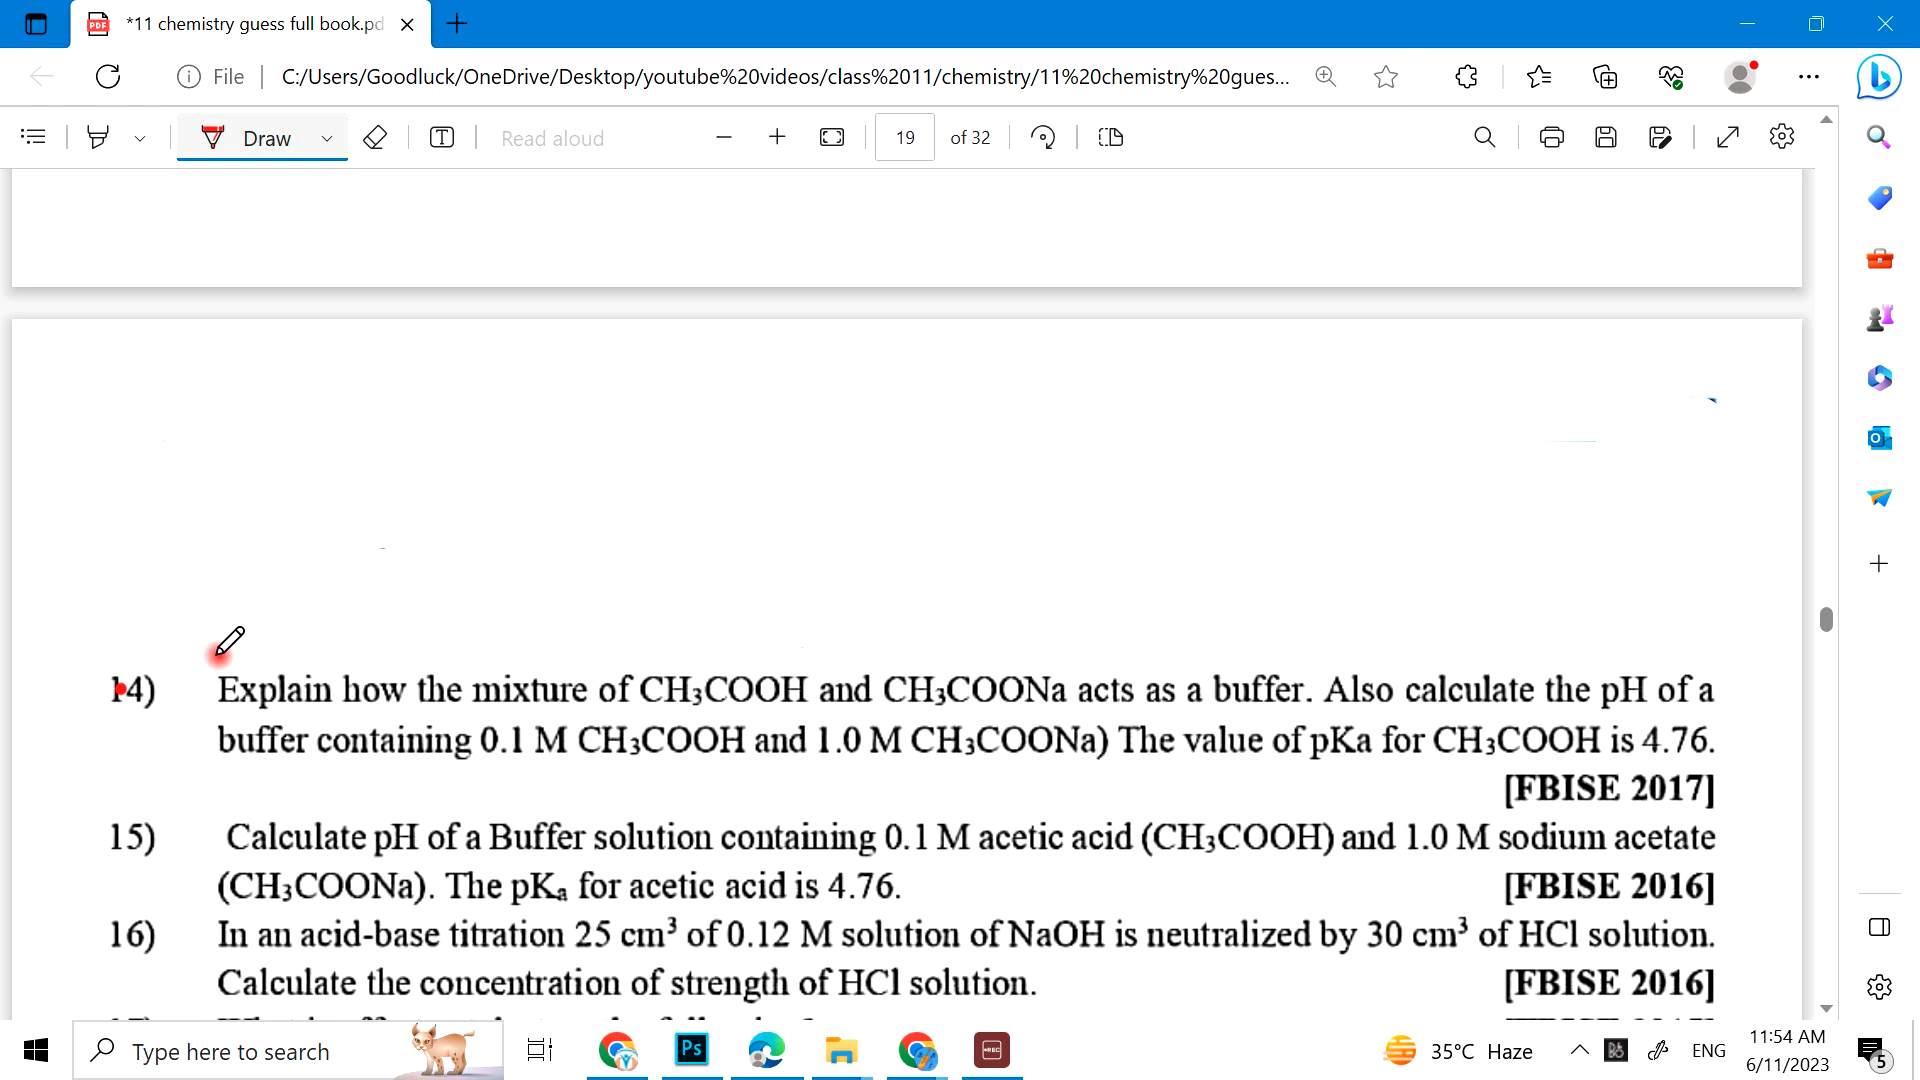 *11 chemistry guess full book.pd
File
C:/Users/Goodluck/OneDrive/Desktop/youtube%20videos/class%2011/chemistry/11%20chemistry%20gues...
Draw
Read aloud
19 of 32
14) Explain how the mixture of CH₃COOH and CH₃COONa acts as a buffer. Also calculate the pH of a
buffer containing 0.1 M CH₃COOH and 1.0 M CH₃COONa) The value of pKa for CH₃COOH is 4.76.
[FBISE 2017]
15) Calculate pH of a Buffer solution containing 0.1 M acetic acid (CH₃COOH) and 1.0 M sodium acetate
(CH₃COONa). The pKₐ for acetic acid is 4.76. [FBISE 2016]
16) In an acid-base titration 25 cm³ of 0.12 M solution of NaOH is neutralized by 30 cm³ of HCl solution.
Calculate the concentration of strength of HCl solution. [FBISE 2016]
Type here to search
Ps
REC
35°C Haze
ENG
11:54 AM
6/11/2023
5